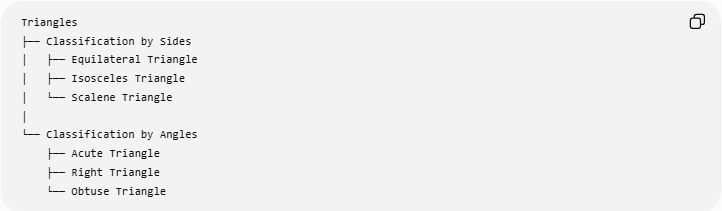 Triangles
├── Classification by Sides
│   ├── Equilateral Triangle
│   ├── Isosceles Triangle
│   └── Scalene Triangle
│
└── Classification by Angles
    ├── Acute Triangle
    ├── Right Triangle
    └── Obtuse Triangle